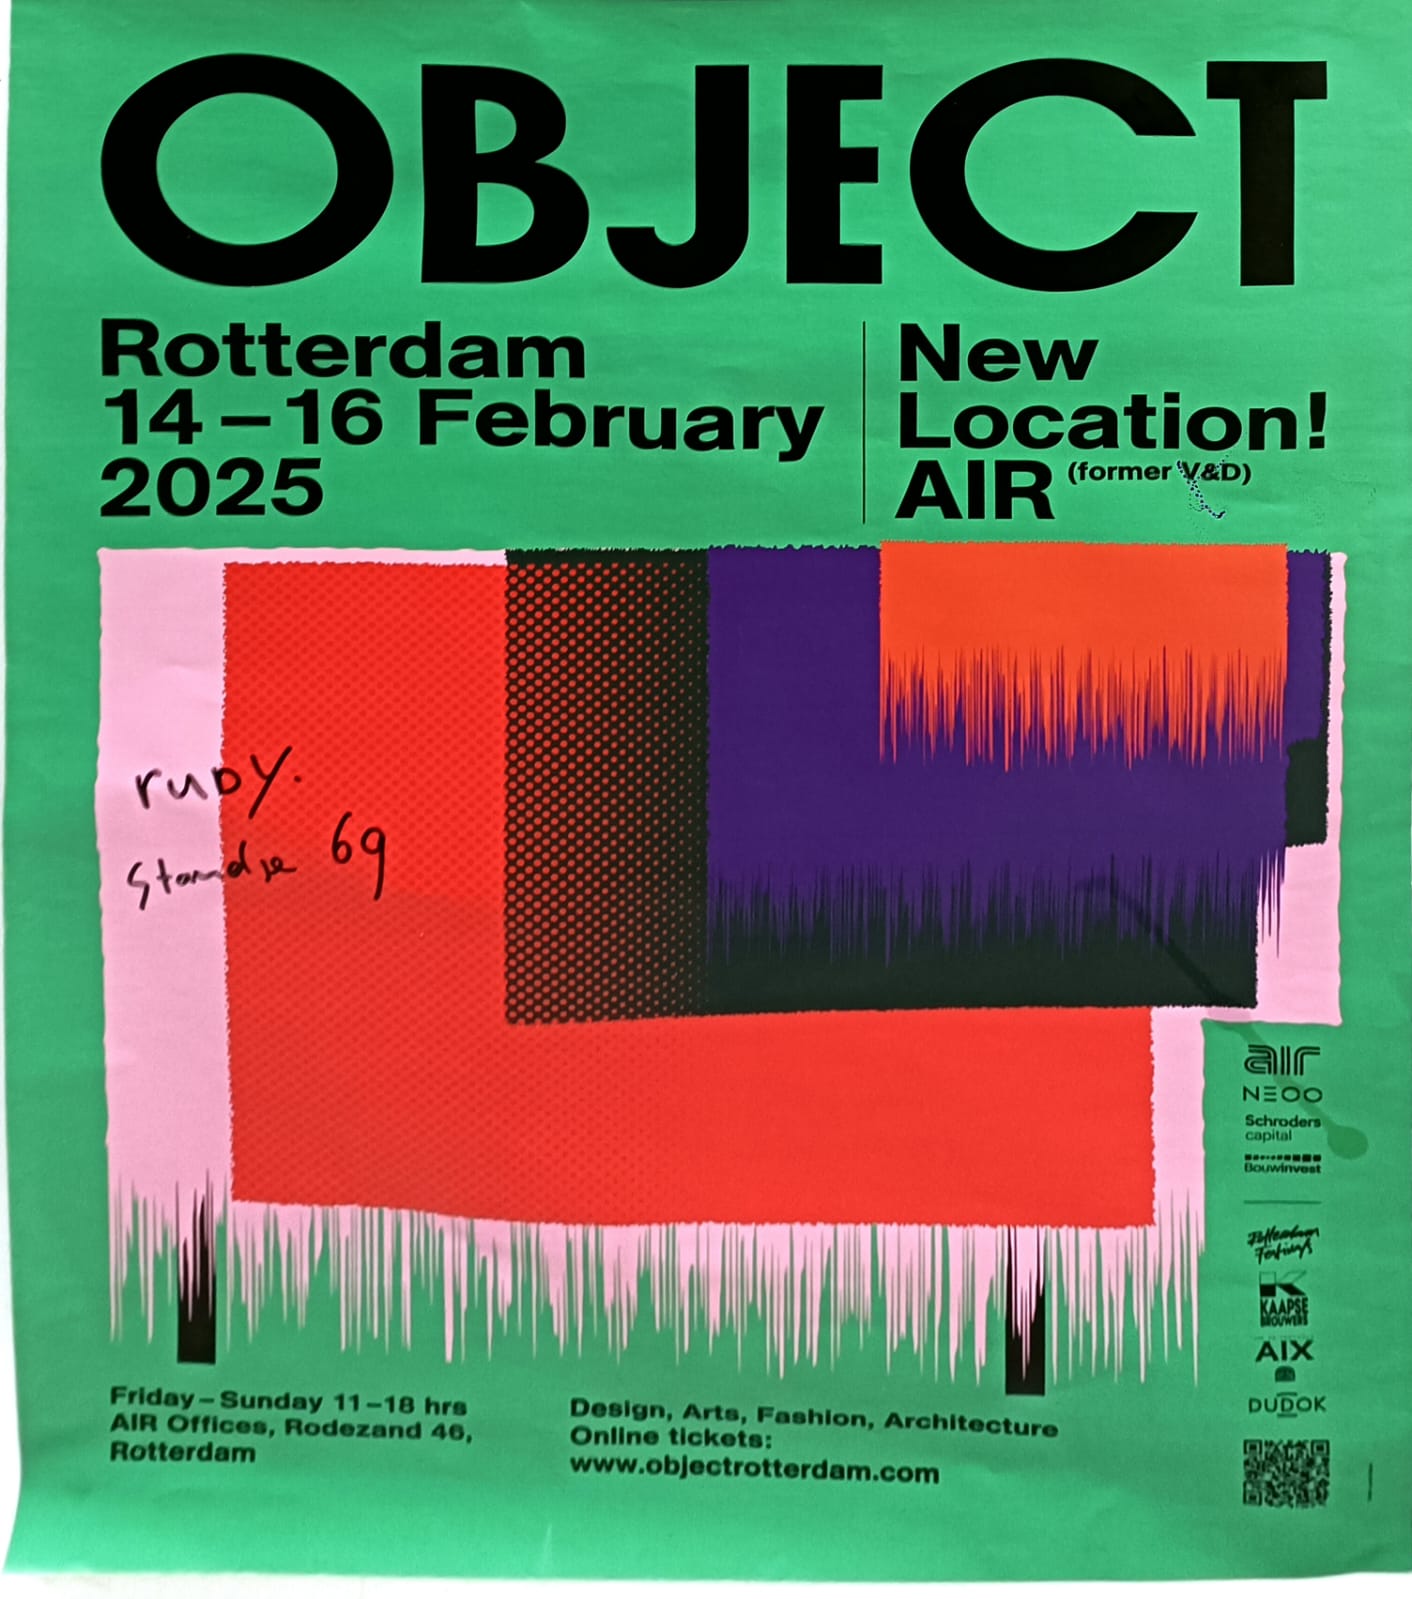 OBJECT
Rotterdam
14–16 February
2025
New
Location!
AIR (former V&D)
ruby.
69
air
NEOO
Schroders
capital
Bouwinvest
Rotterdam
Festivals
K
KAAPSE
BROUWERS
AIX
DUDOK
Friday–Sunday 11–18 hrs
AIR Offices, Rodezand 46,
Rotterdam
Design, Arts, Fashion, Architecture
Online tickets:
www.objectrotterdam.com